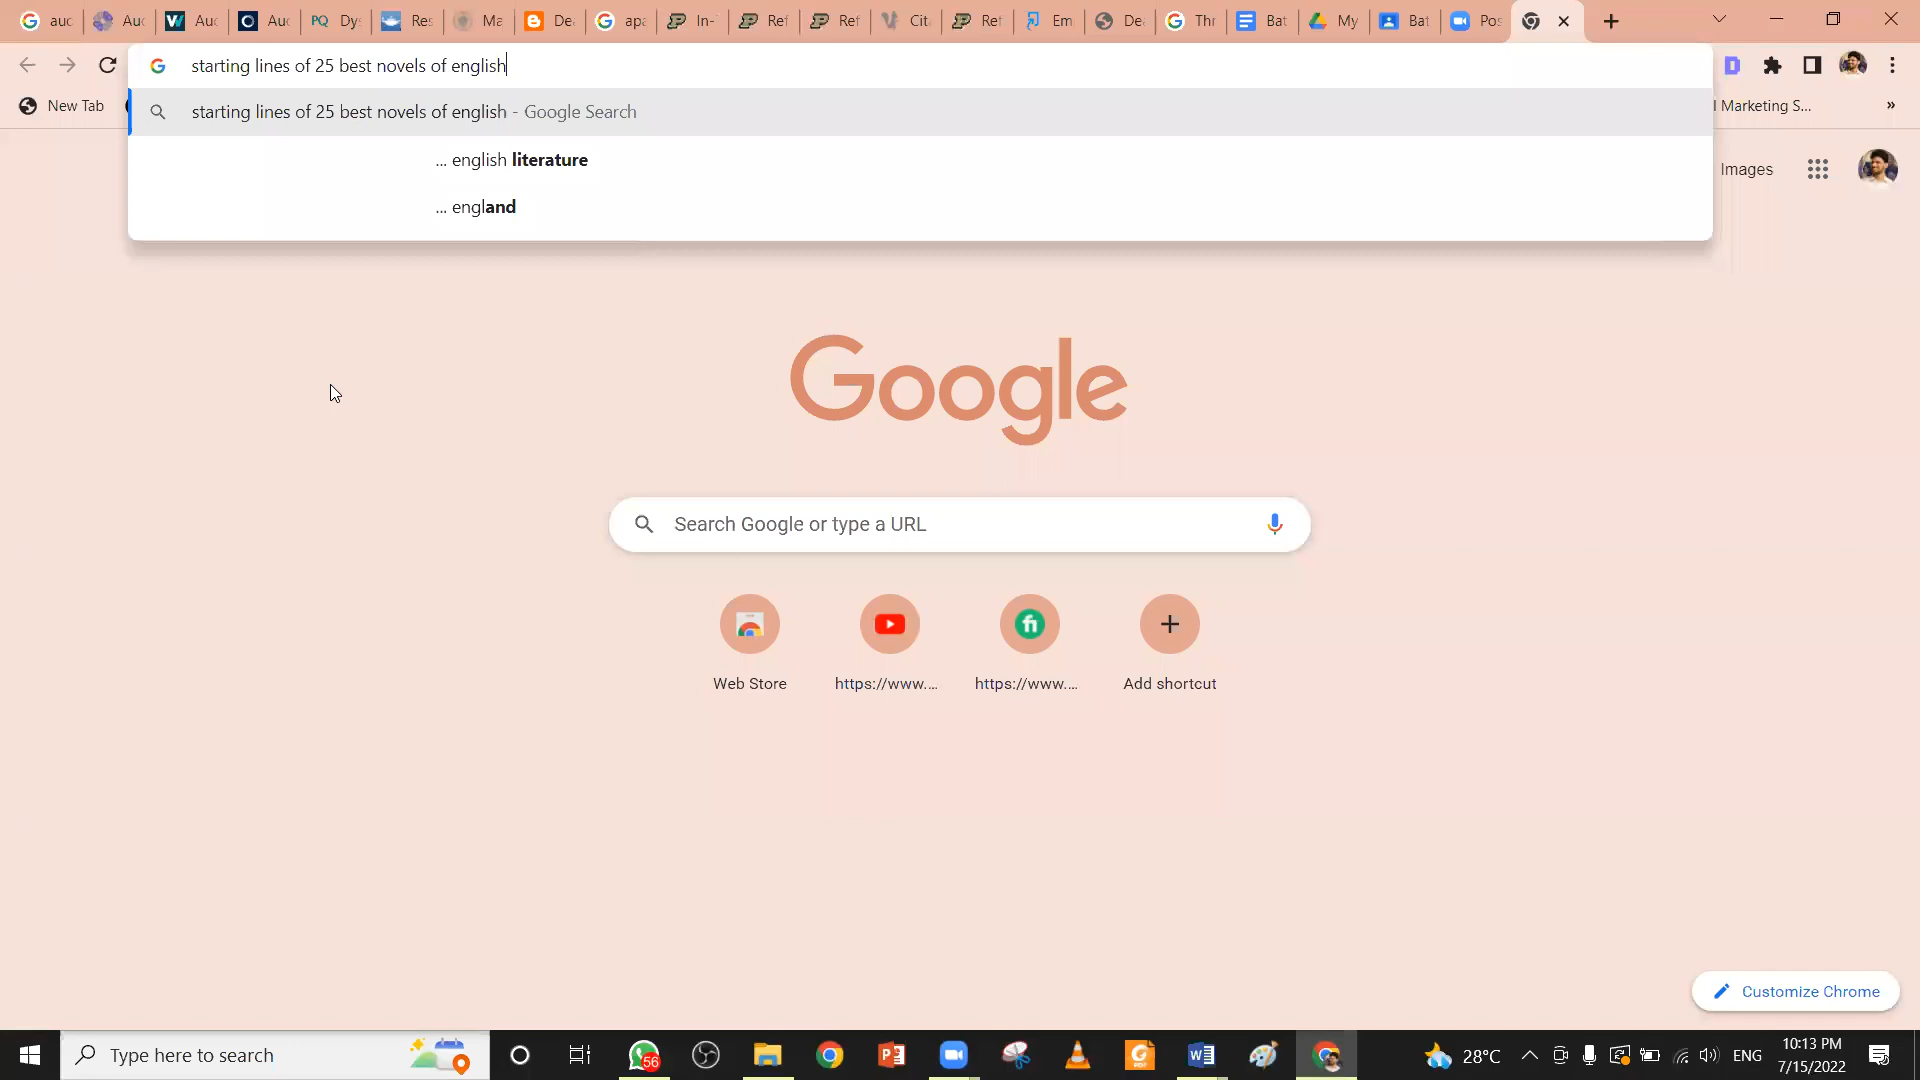 auc
Auc
Auc
Auc
PQ Dys
Res
Ma
De
apa
In-
Ref
Ref
Cit
Ref
Em
De
Thr
Bat
My
Bat
Pos
starting lines of 25 best novels of english
New Tab
l Marketing S...
»
starting lines of 25 best novels of english - Google Search
... english literature
... england
Images
Google
Search Google or type a URL
Web Store
https://www....
https://www....
Add shortcut
Customize Chrome
Type here to search
56
28°C
ENG
10:13 PM
7/15/2022